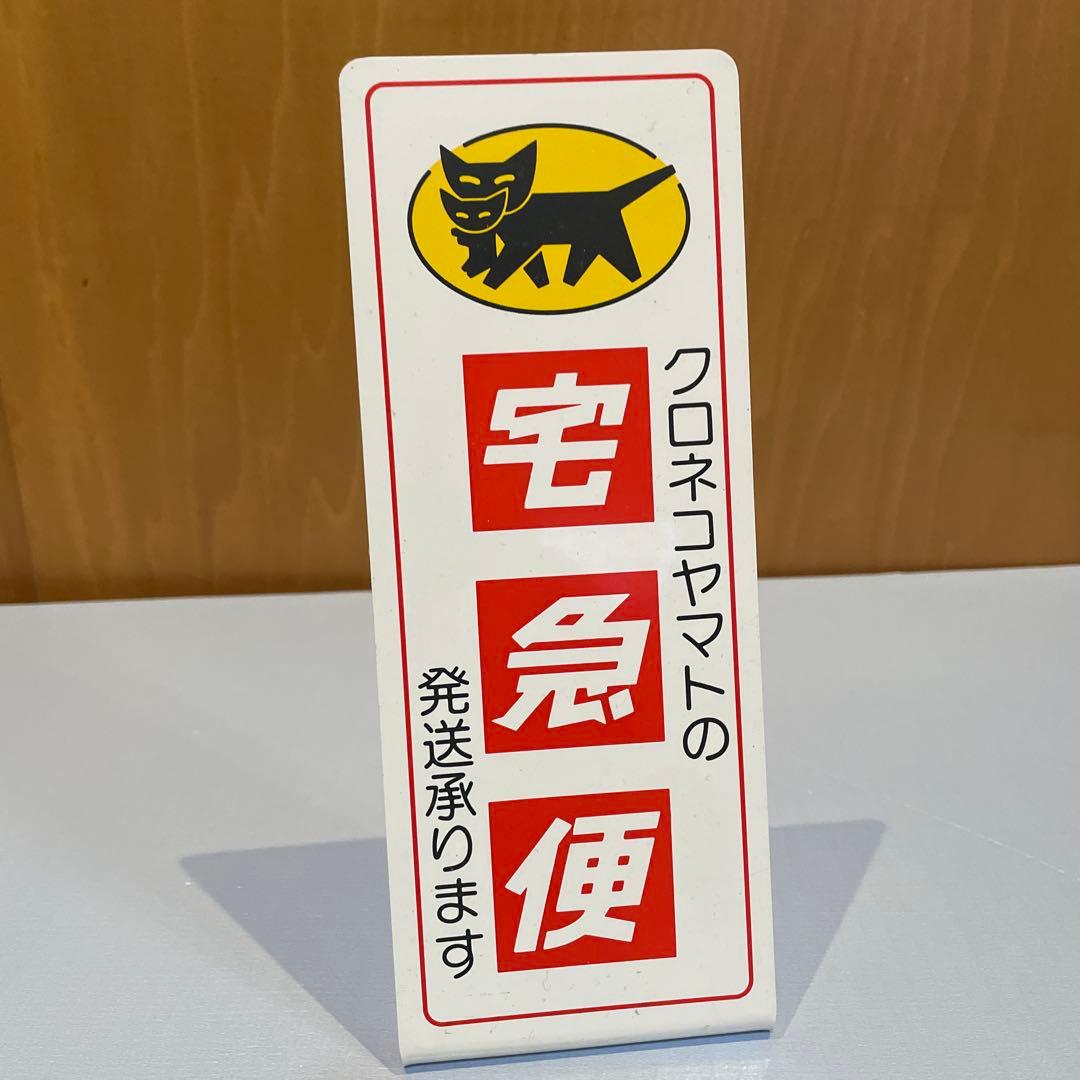 クロネコヤマトの
宅急便
発送承ります